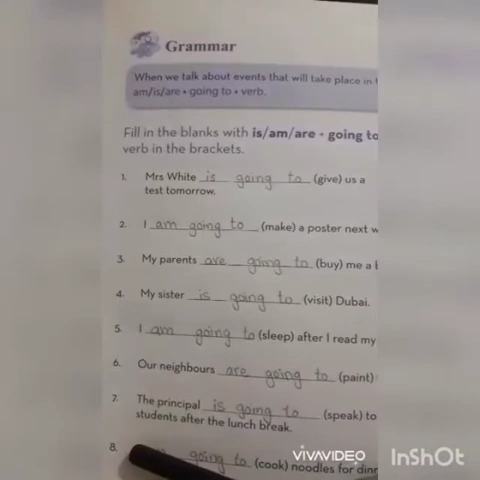 Grammar
When we talk about events that will take place in
am/is/are + going to + verb.
Fill in the blanks with is/am/are + going to
verb in the brackets.
1. Mrs White is going to (give) us a
test tomorrow.
2. I am going to (make) a poster next
3. My parents are going to (buy) me a
4. My sister is going to (visit) Dubai.
5. I am going to (sleep) after I read my
6. Our neighbours are going to (paint)
7. The principal is going to (speak) to
students after the lunch break.
8. going to (cook) noodles for
VIVAVIDEO InShOt